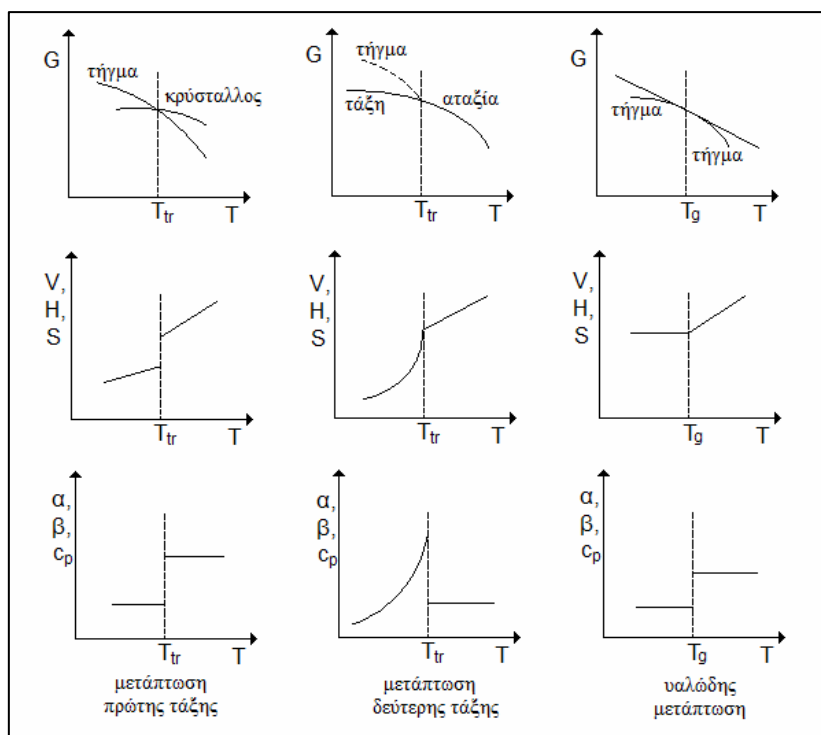 G
τήγμα
κρύσταλλος
T_tr
T
G
τήγμα
τάξη
αταξία
T_tr
T
G
τήγμα
τήγμα
T_g
T
V,
H,
S
T_tr
T
V,
H,
S
T_tr
T
V,
H,
S
T_g
T
α,
β,
c_p
T_tr
T
α,
β,
c_p
T_tr
T
α,
β,
c_p
T_g
T
μετάπτωση
πρώτης τάξης
μετάπτωση
δεύτερης τάξης
υαλώδης
μετάπτωση